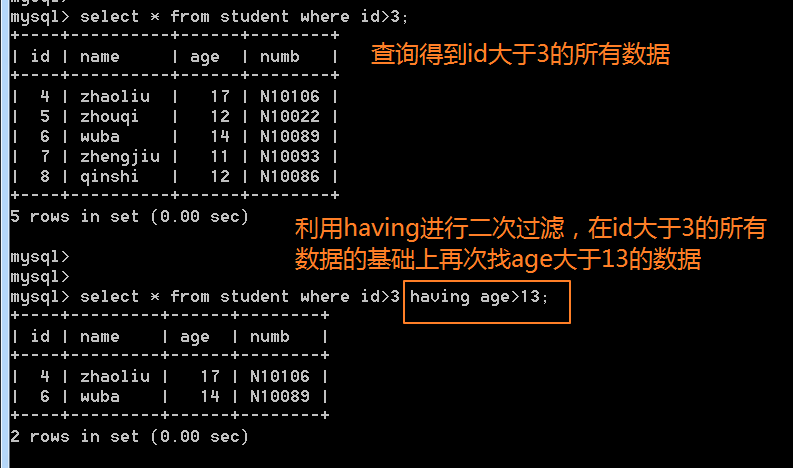 mysql> select * from student where id>3;
+----+-----------+------+--------+
| id | name      | age  | numb   |
+----+-----------+------+--------+
|  4 | zhaoliu   |   17 | N10106 |
|  5 | zhouqi    |   12 | N10022 |
|  6 | wuba      |   14 | N10089 |
|  7 | zhengjiu  |   11 | N10093 |
|  8 | qinshi    |   12 | N10086 |
+----+-----------+------+--------+
5 rows in set (0.00 sec)
查询得到id大于3的所有数据
利用having进行二次过滤，在id大于3的所有
数据的基础上再次找age大于13的数据
mysql>
mysql>
mysql> select * from student where id>3 having age>13;
+----+---------+------+--------+
| id | name    | age  | numb   |
+----+---------+------+--------+
|  4 | zhaoliu |   17 | N10106 |
|  6 | wuba    |   14 | N10089 |
+----+---------+------+--------+
2 rows in set (0.00 sec)